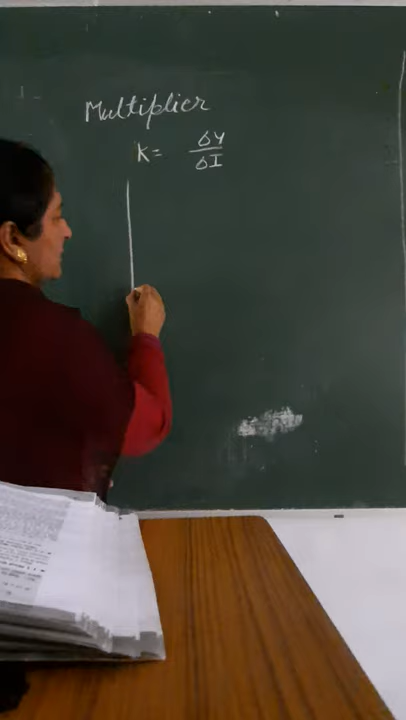 Multiplier
K = ΔY/ΔI